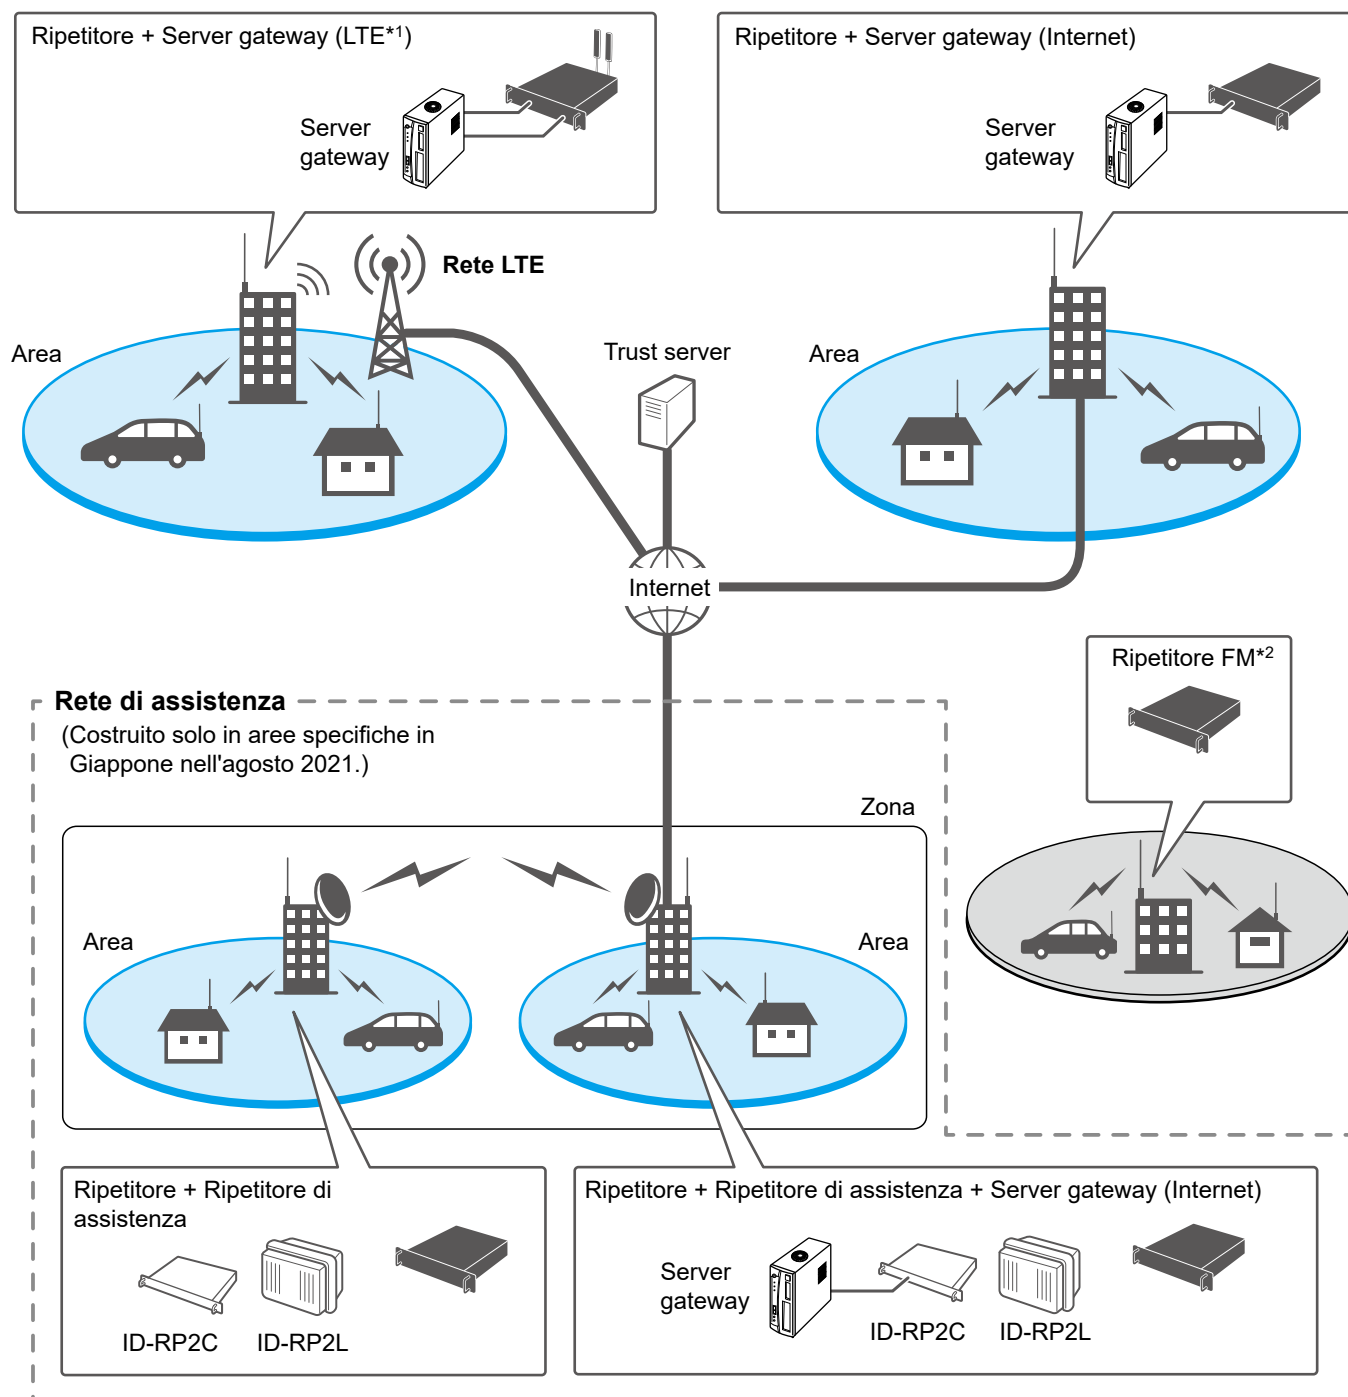 Ripetitore + Server gateway (LTE*1)
Server
gateway
Ripetitore + Server gateway (Internet)
Server
gateway
Rete LTE
Area
Trust server
Area
Internet
Ripetitore FM*2
Rete di assistenza
(Costruito solo in aree specifiche in
Giappone nell'agosto 2021.)
Zona
Area
Area
Ripetitore + Ripetitore di
assistenza
ID-RP2C
ID-RP2L
Ripetitore + Ripetitore di assistenza + Server gateway (Internet)
Server
gateway
ID-RP2C
ID-RP2L